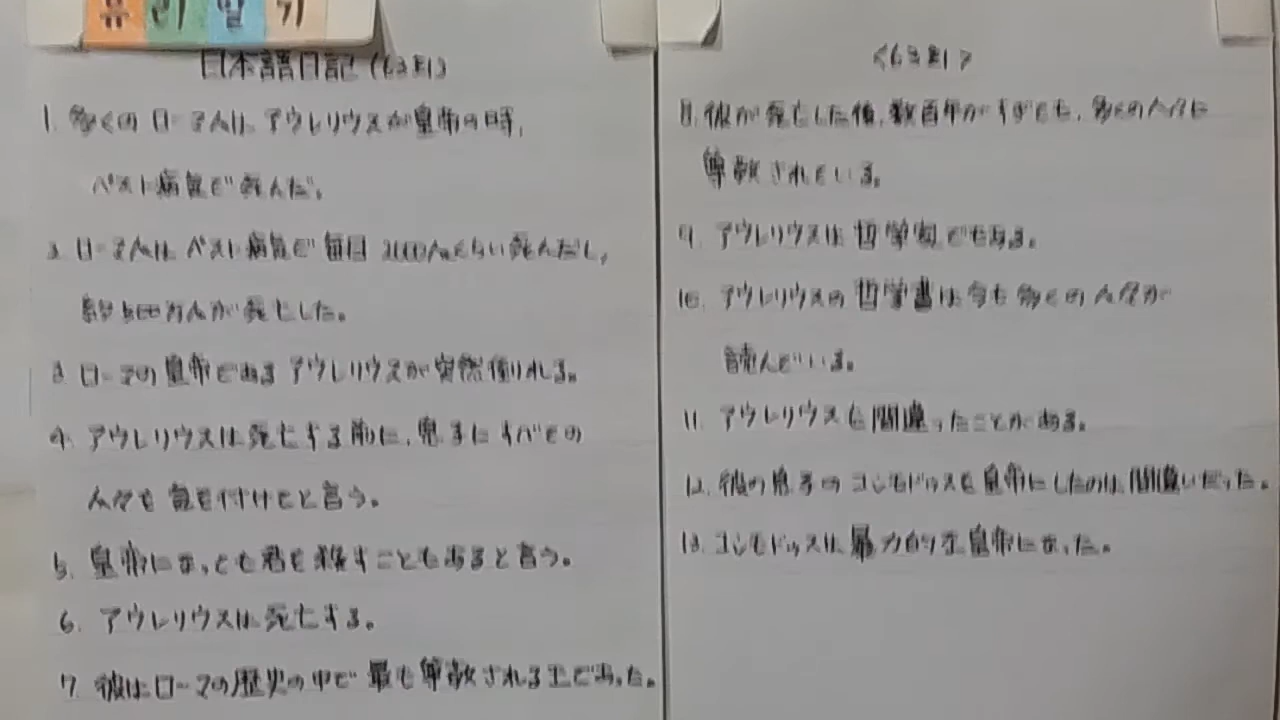 日本語日記 (63日)
1. 多くのローマ人は アウレリウスが皇帝の時、
ペスト病気で死んだ。
2. ローマ人は ペスト病気で 毎日 2000人ぐらい死んだし、
約500万人が死亡した。
3. ローマの皇帝である アウレリウスが突然倒れる。
4. アウレリウスは死亡する前に、息子にすべての
人々を 気を付けてと言う。
5. 皇帝になっても君を殺すこともあると言う。
6. アウレリウスは死亡する。
7. 彼はローマの歴史の中で 最も尊敬される王であった。
8. 彼が死亡した後、数百年がすぎても、多くの人々に
尊敬されている。
9. アウレリウスは 哲学家でもある。
10. アウレリウスの 哲学書は今も多くの人々が
読んでいる。
11. アウレリウスも間違ったことがある。
12. 彼の息子のコンモドゥスを皇帝にしたのは間違いだった。
13. コンモドゥスは暴力的な皇帝になった。